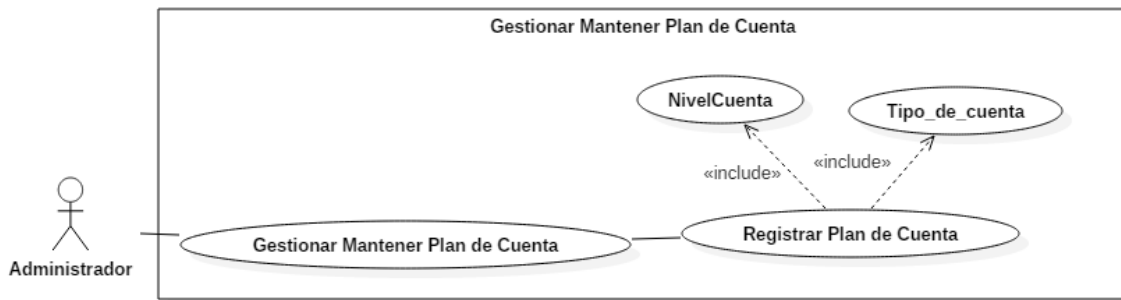 Gestionar Mantener Plan de Cuenta
NivelCuenta
Tipo_de_cuenta
«include»
«include»
Gestionar Mantener Plan de Cuenta
Registrar Plan de Cuenta
Administrador